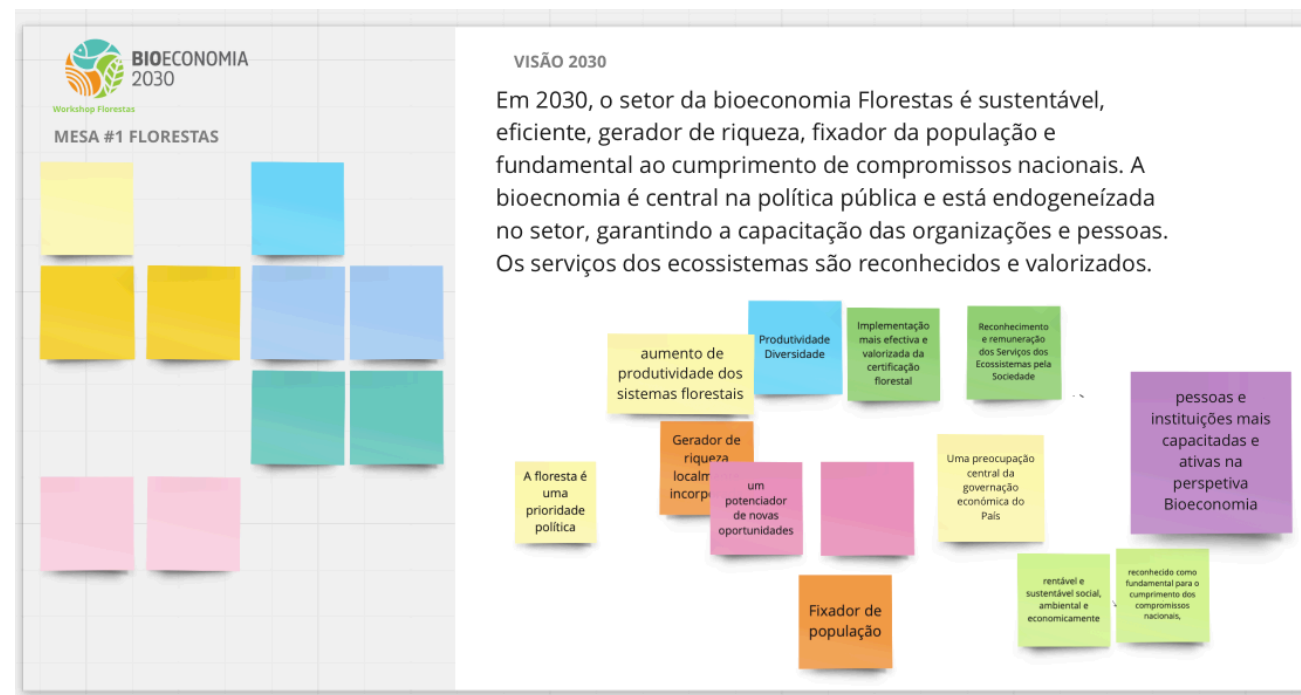 BIOECONOMIA
2030
Workshop Florestas
MESA #1 FLORESTAS
VISÃO 2030
Em 2030, o setor da bioeconomia Florestas é sustentável,
eficiente, gerador de riqueza, fixador da população e
fundamental ao cumprimento de compromissos nacionais. A
bioecnomia é central na política pública e está endogeneízada
no setor, garantindo a capacitação das organizações e pessoas.
Os serviços dos ecossistemas são reconhecidos e valorizados.
aumento de
produtividade dos
sistemas florestais
Produtividade
Diversidade
Implementação
mais efectiva e
valorizada da
certificação
florestal
Reconhecimento
e remuneração
dos Serviços dos
Ecossistemas pela
Sociedade
pessoas e
instituições mais
capacitadas e
ativas na
perspetiva
Bioeconomia
A floresta é
uma
prioridade
política
Gerador de
riqueza
um
potenciador
de novas
oportunidades
Uma preocupação
central da
governação
económica do
País
Fixador de
população
rentável e
sustentável social,
ambiental e
economicamente
reconhecido como
fundamental para o
cumprimento dos
compromissos
nacionais,